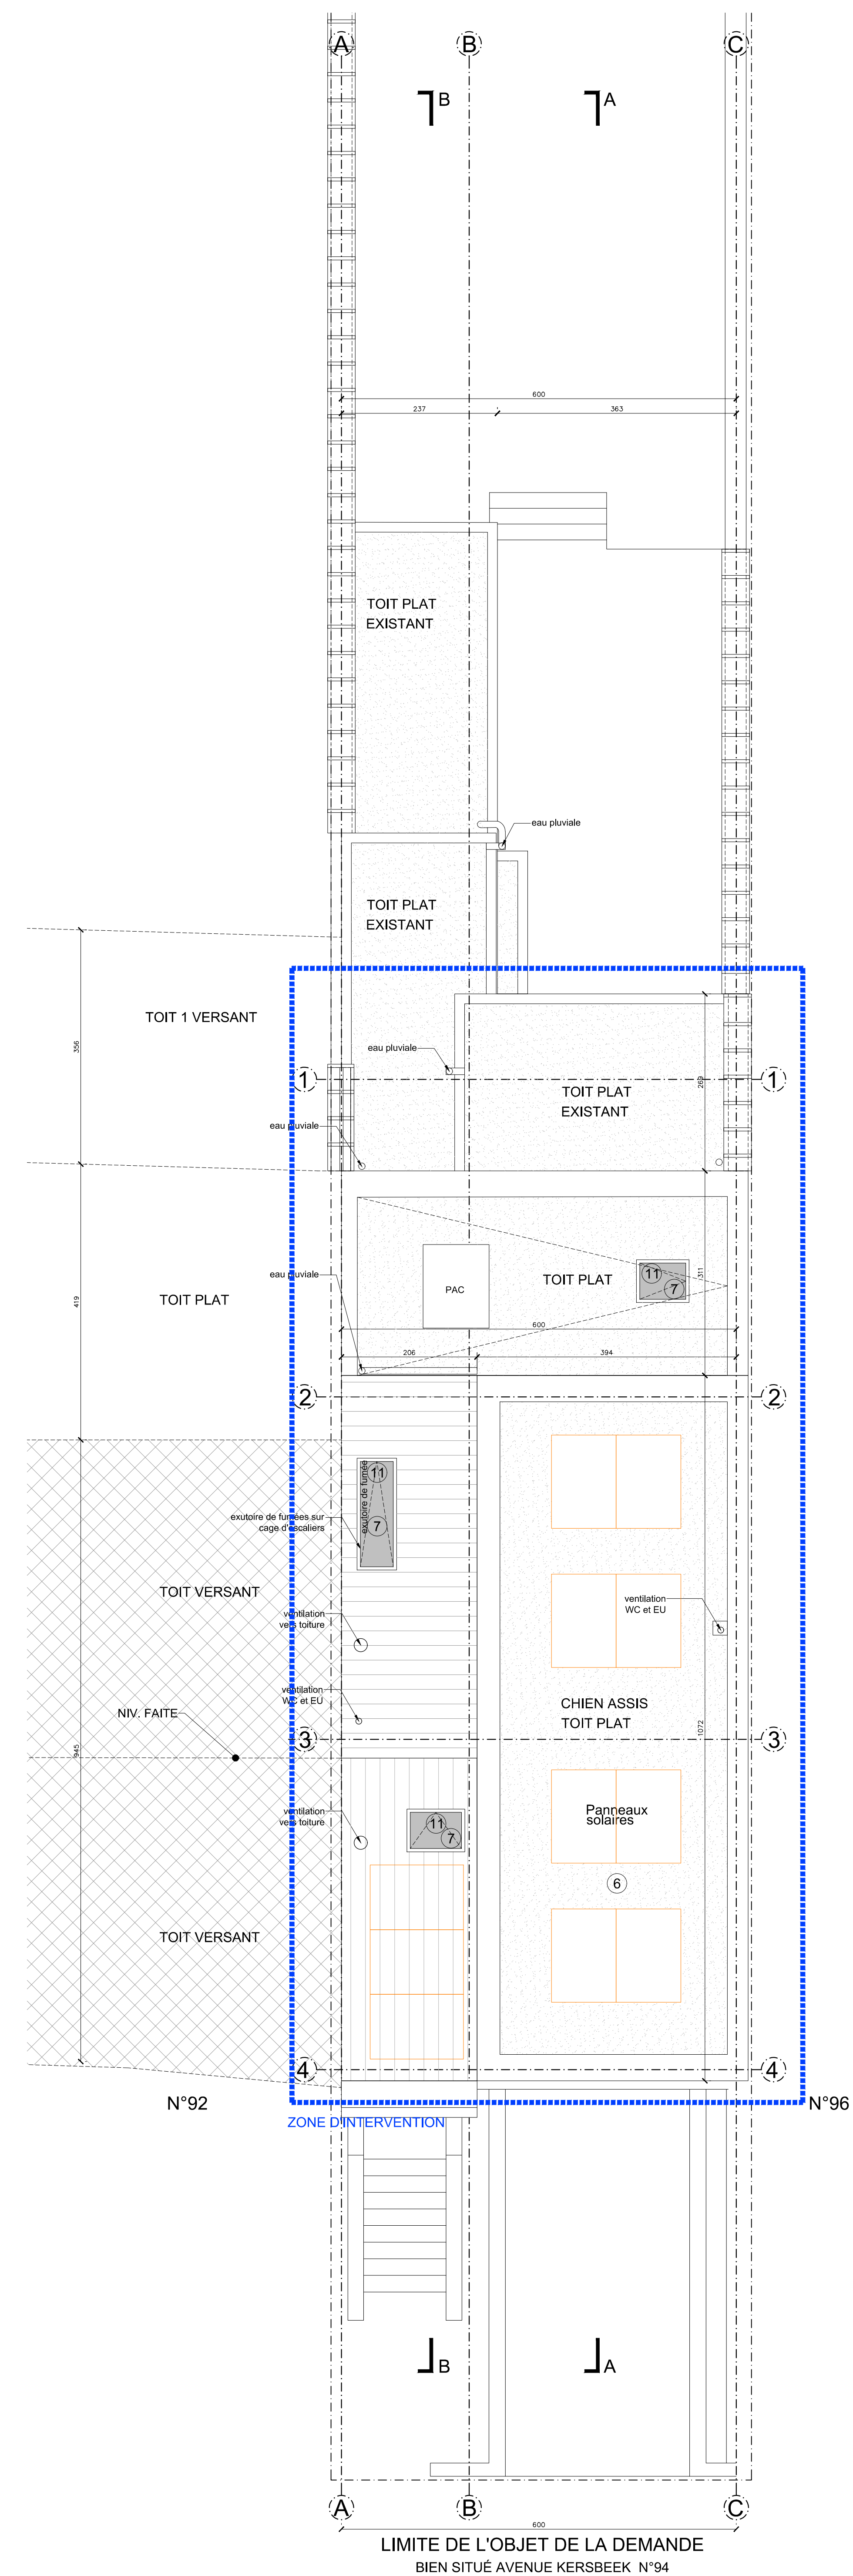 A B C
B A
600
237 363
TOIT PLAT
EXISTANT
eau pluviale
TOIT PLAT
EXISTANT
TOIT 1 VERSANT
356
eau pluviale
1 1
269
TOIT PLAT
EXISTANT
eau pluviale
eau pluviale
TOIT PLAT
11
7
311
PAC
TOIT PLAT
419
600
206 394
2 2
11
exutoire de fumée
7
exutoire de fumées sur
cage d'escaliers
TOIT VERSANT
ventilation
WC et EU
ventilation
vers toiture
ventilation
WC et EU
CHIEN ASSIS
TOIT PLAT
NIV. FAITE
1072
3 3
945
ventilation
vers toiture
11
7
Panneaux
solaires
6
TOIT VERSANT
4 4
N°92
N°96
ZONE D'INTERVENTION
B A
A B C
600
LIMITE DE L'OBJET DE LA DEMANDE
BIEN SITUÉ AVENUE KERSBEEK N°94